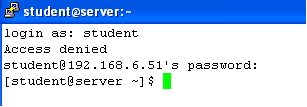 student@server:~
login as: student
Access denied
student@192.168.6.51's password:
[student@server ~]$